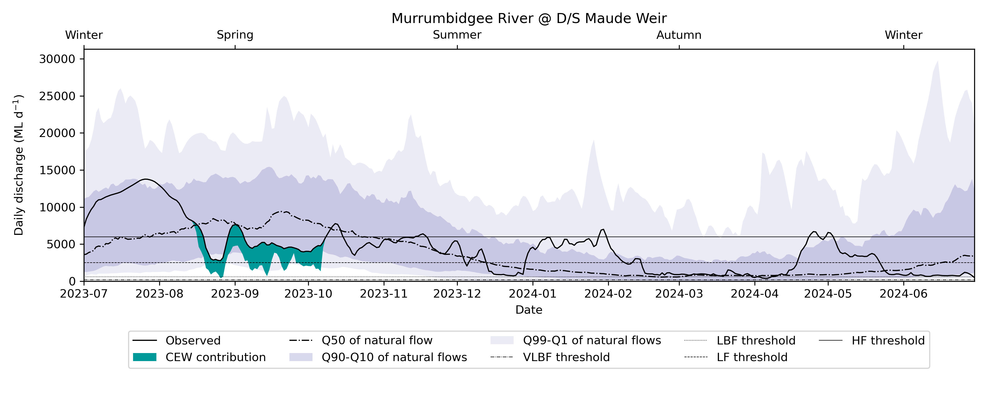 Murrumbidgee River @ D/S Maude Weir
Winter Spring Summer Autumn Winter
30000
25000
20000
15000
10000
5000
0
Daily discharge (ML d⁻¹)
2023-07 2023-08 2023-09 2023-10 2023-11 2023-12 2024-01 2024-02 2024-03 2024-04 2024-05 2024-06
Date
Observed Q50 of natural flow Q99-Q1 of natural flows LBF threshold HF threshold
CEW contribution Q90-Q10 of natural flows VLBF threshold LF threshold